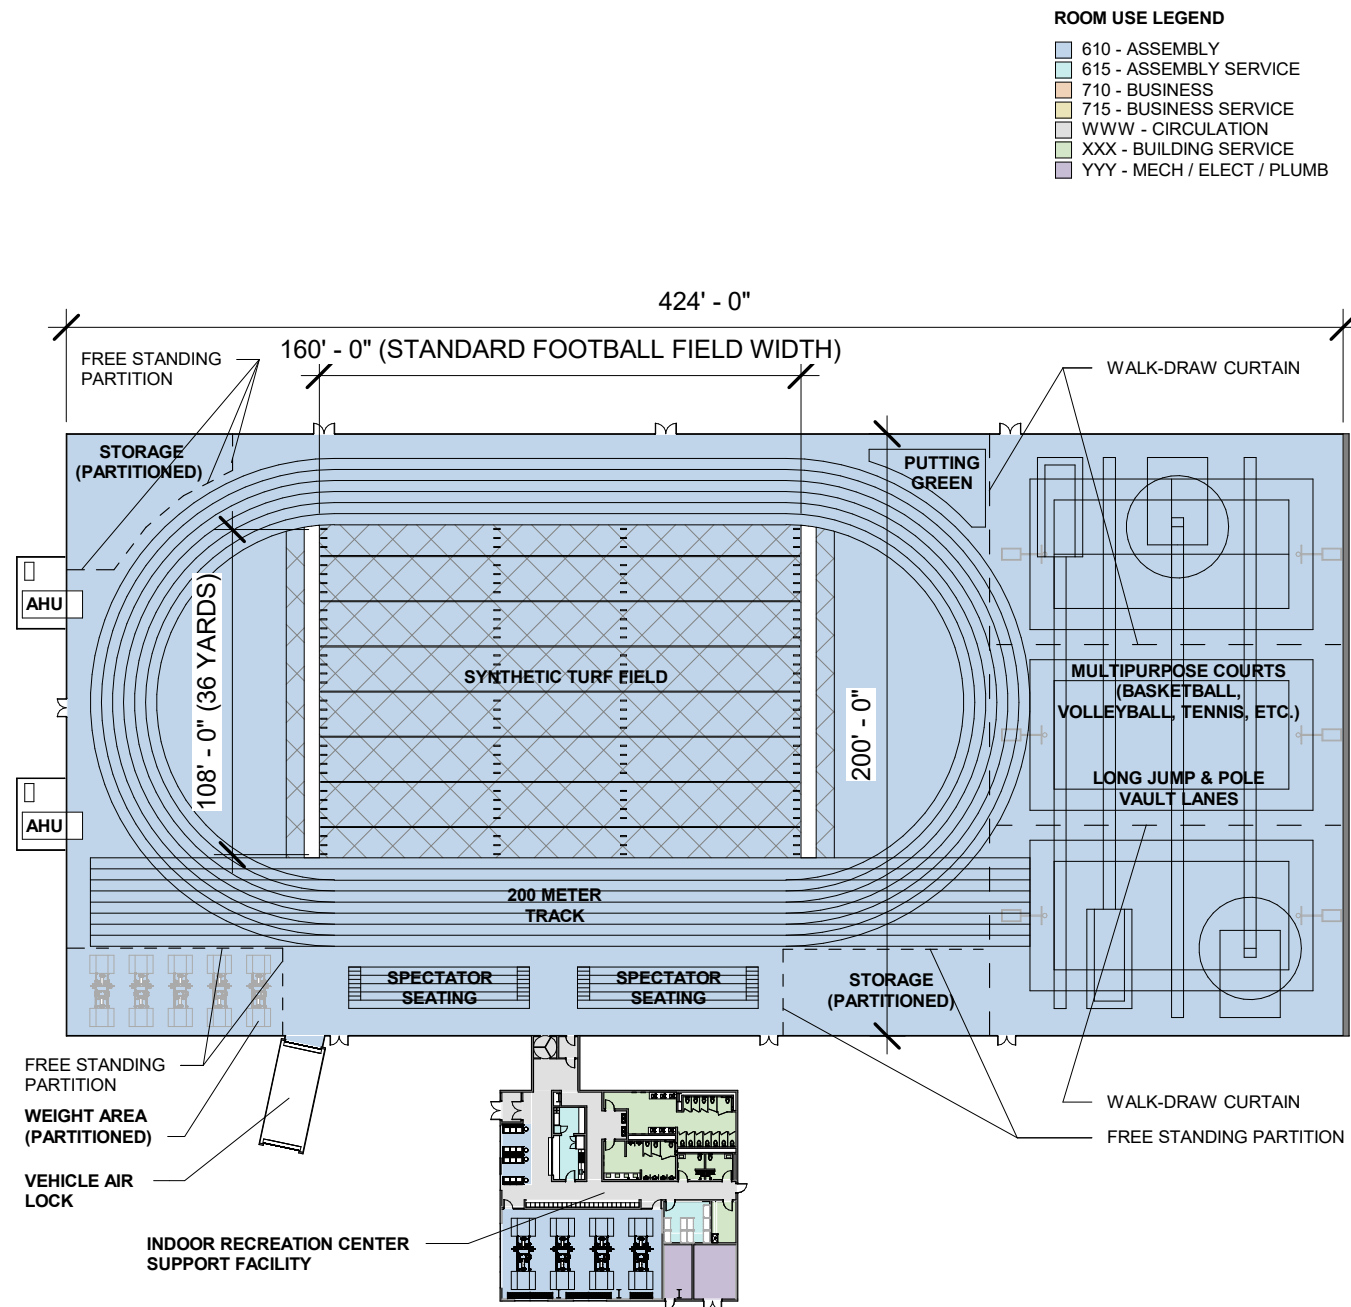 ROOM USE LEGEND
610 - ASSEMBLY
615 - ASSEMBLY SERVICE
710 - BUSINESS
715 - BUSINESS SERVICE
WWW - CIRCULATION
XXX - BUILDING SERVICE
YYY - MECH / ELECT / PLUMB
424' - 0"
160' - 0" (STANDARD FOOTBALL FIELD WIDTH)
FREE STANDING
PARTITION
WALK-DRAW CURTAIN
STORAGE
(PARTITIONED)
PUTTING
GREEN
AHU
108' - 0" (36 YARDS)
SYNTHETIC TURF FIELD
200' - 0"
MULTIPURPOSE COURTS
(BASKETBALL,
VOLLEYBALL, TENNIS, ETC.)
LONG JUMP & POLE
VAULT LANES
AHU
200 METER
TRACK
SPECTATOR
SEATING
SPECTATOR
SEATING
STORAGE
(PARTITIONED)
FREE STANDING
PARTITION
WEIGHT AREA
(PARTITIONED)
VEHICLE AIR
LOCK
WALK-DRAW CURTAIN
FREE STANDING PARTITION
INDOOR RECREATION CENTER
SUPPORT FACILITY